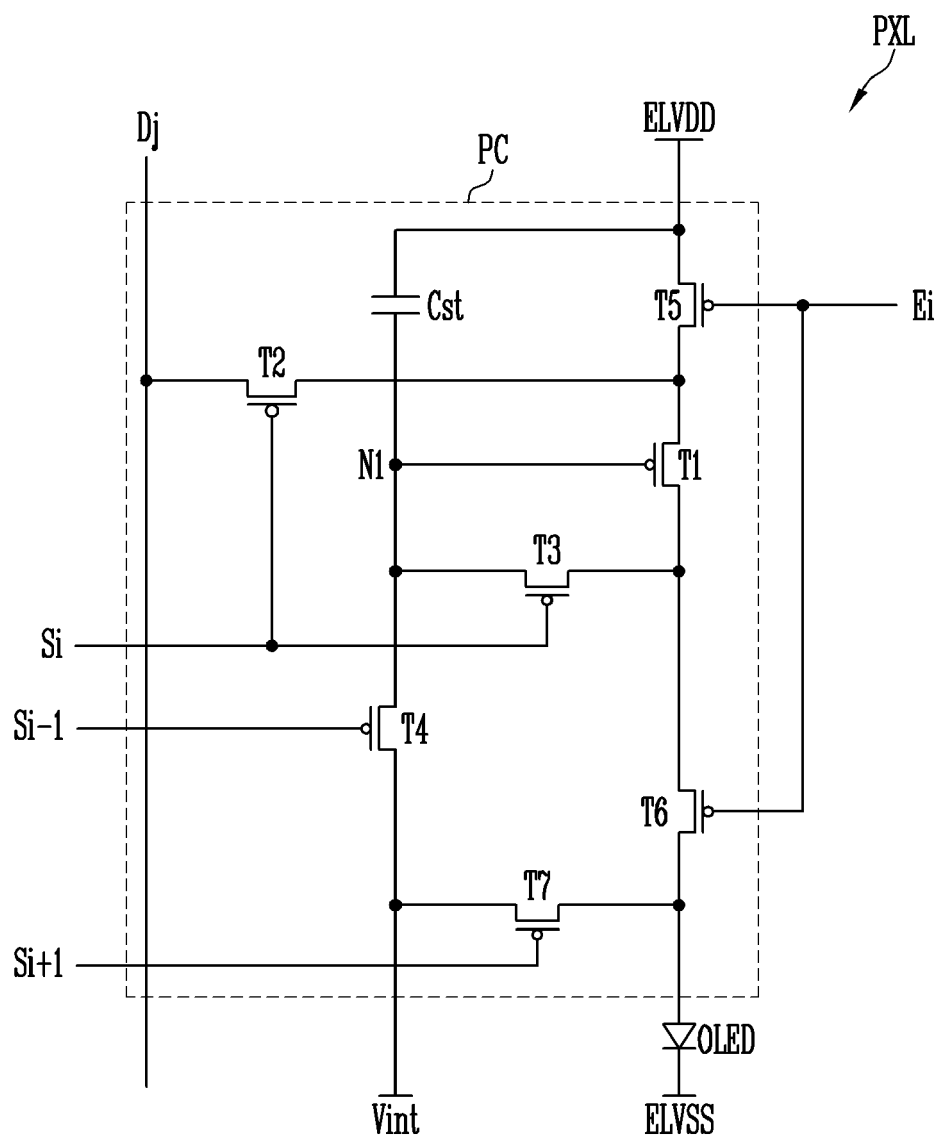 PXL
Dj
ELVDD
PC
Cst
T5
Ei
T2
N1
T1
T3
Si
Si-1
T4
T6
T7
Si+1
OLED
Vint
ELVSS